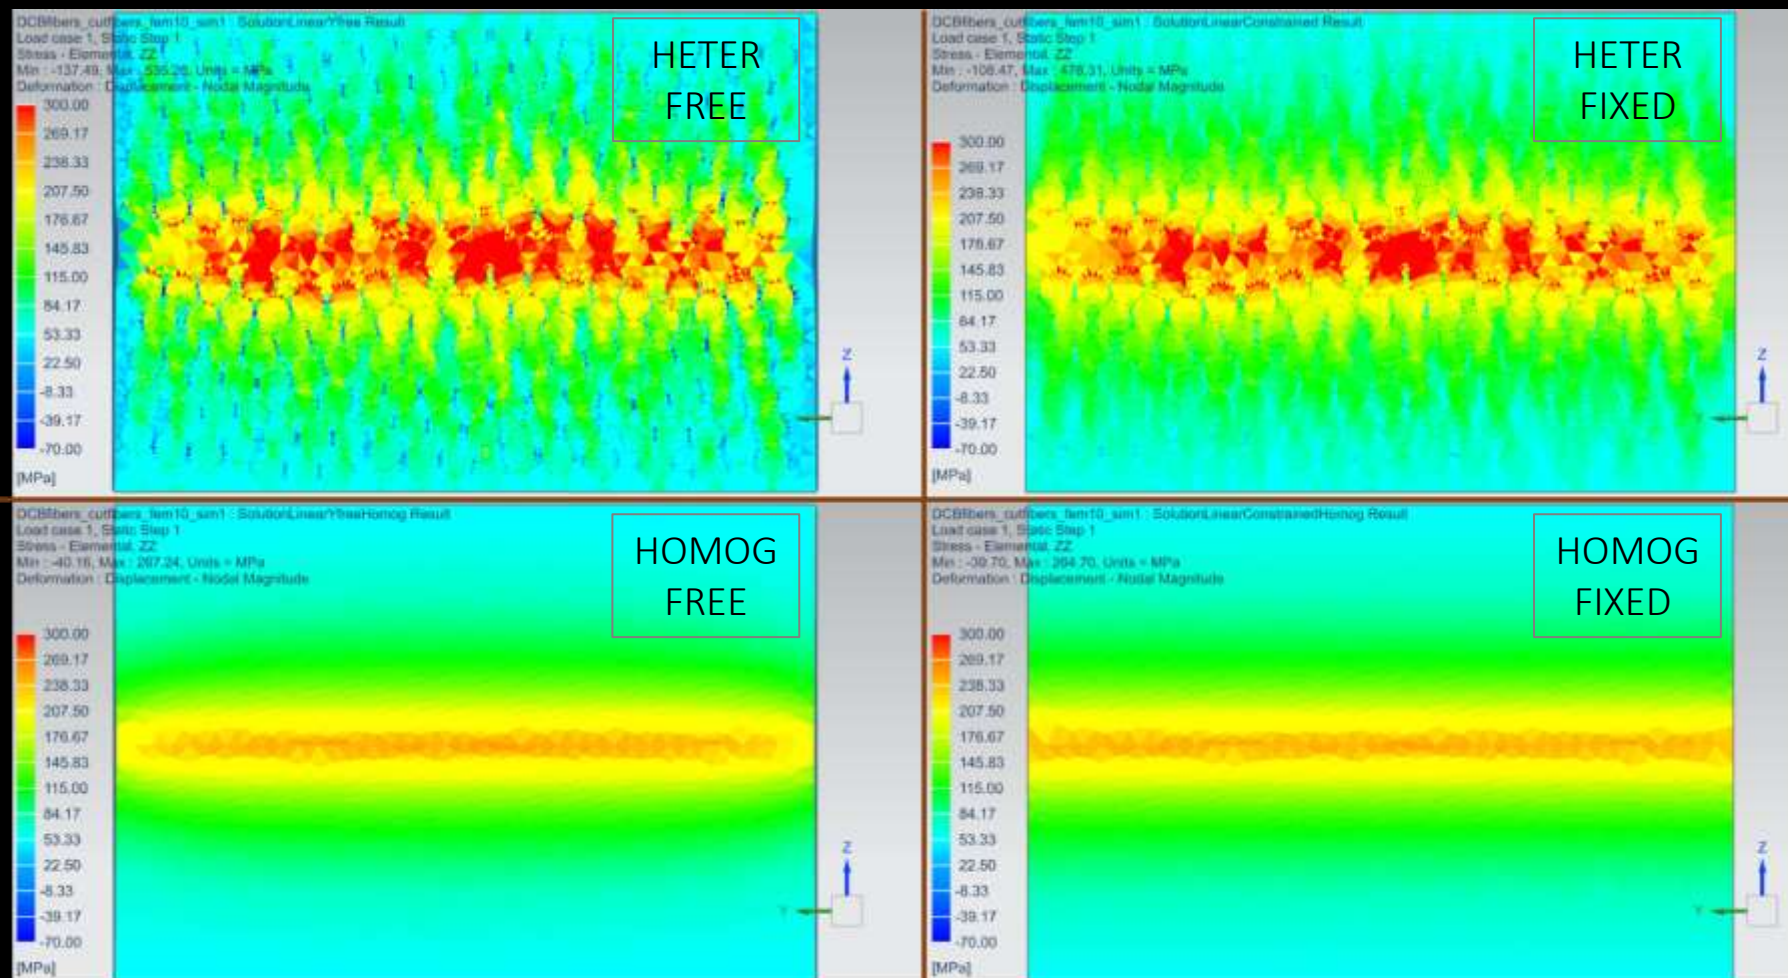 DCBfibers_cutfibers_fem10_sim1 : SolutionLinearYfree Result
Load case 1, Static Step 1
Stress - Elemental, ZZ
Min : -137.49, Max : 535.26, Units = MPa
Deformation : Displacement - Nodal Magnitude
HETER
FREE
300.00
269.17
238.33
207.50
176.67
145.83
115.00
84.17
53.33
22.50
-8.33
-39.17
-70.00
[MPa]
Z
DCBfibers_cutfibers_fem10_sim1 : SolutionLinearConstrained Result
Load case 1, Static Step 1
Stress - Elemental, ZZ
Min : -108.47, Max : 478.31, Units = MPa
Deformation : Displacement - Nodal Magnitude
HETER
FIXED
300.00
269.17
238.33
207.50
176.67
145.83
115.00
84.17
53.33
22.50
-8.33
-39.17
-70.00
[MPa]
Z
Y
DCBfibers_cutfibers_fem10_sim1 : SolutionLinearYfreeHomog Result
Load case 1, Static Step 1
Stress - Elemental, ZZ
Min : -40.16, Max : 267.24, Units = MPa
Deformation : Displacement - Nodal Magnitude
HOMOG
FREE
300.00
269.17
238.33
207.50
176.67
145.83
115.00
84.17
53.33
22.50
-8.33
-39.17
-70.00
[MPa]
Z
Y
DCBfibers_cutfibers_fem10_sim1 : SolutionLinearConstrainedHomog Result
Load case 1, Static Step 1
Stress - Elemental, ZZ
Min : -39.70, Max : 264.70, Units = MPa
Deformation : Displacement - Nodal Magnitude
HOMOG
FIXED
300.00
269.17
238.33
207.50
176.67
145.83
115.00
84.17
53.33
22.50
-8.33
-39.17
-70.00
[MPa]
Z
Y